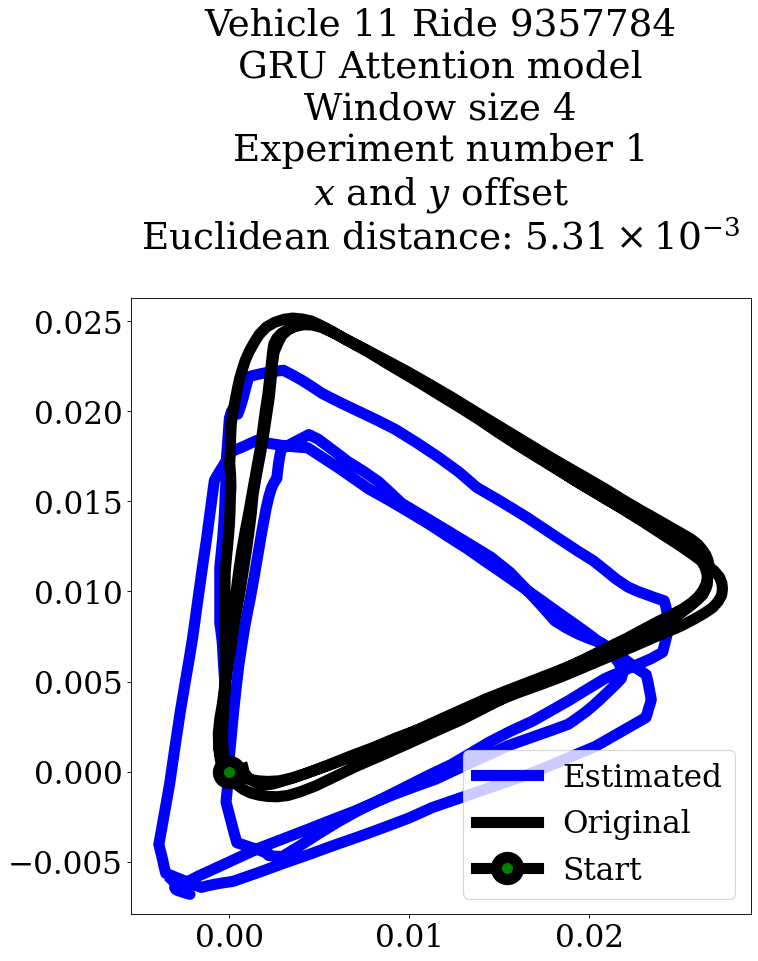 Vehicle 11 Ride 9357784
GRU Attention model
Window size 4
Experiment number 1
x and y offset
Euclidean distance: 5.31 × 10⁻³
0.025
0.020
0.015
0.010
0.005
0.000
−0.005
Estimated
Original
Start
0.00 0.01 0.02